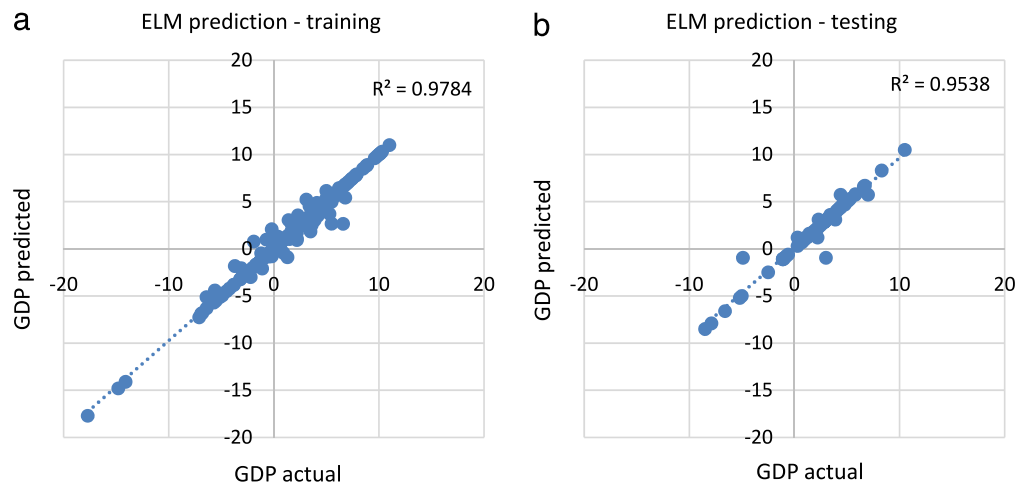 a
ELM prediction - training
20
R² = 0.9784
15
10
5
0
-20 -10 0 10 20
-5
-10
-15
-20
GDP predicted
GDP actual
b
ELM prediction - testing
20
R² = 0.9538
15
10
5
0
-20 -10 0 10 20
-5
-10
-15
-20
GDP predicted
GDP actual